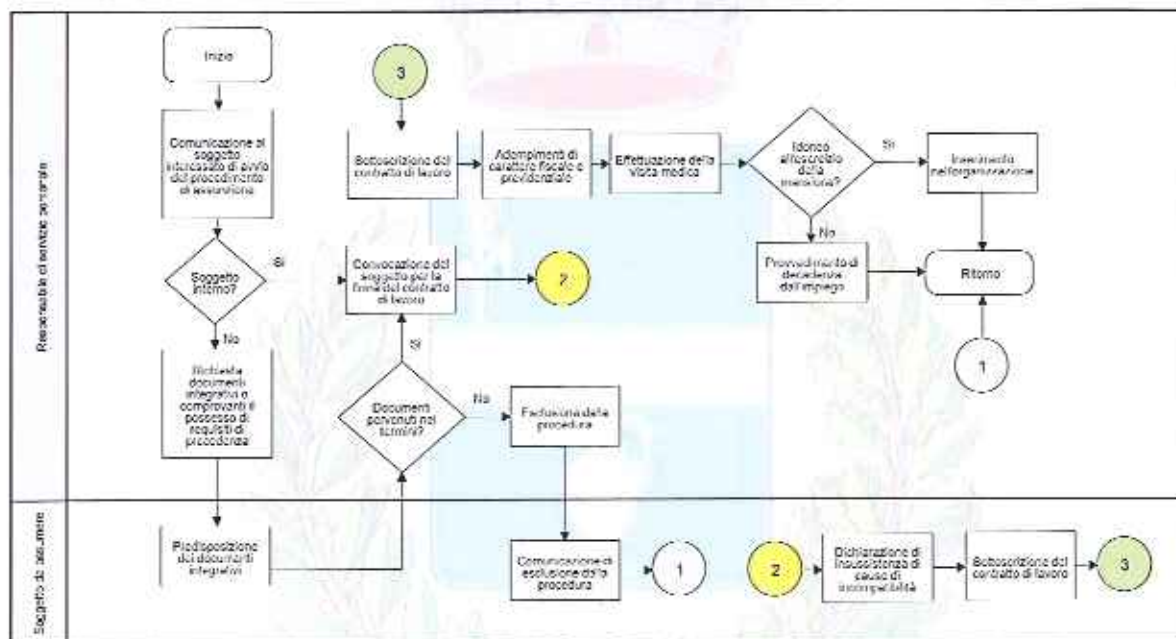 Inizio
Comunicazione al
soggetto
interessato di avvio
del procedimento
di assunzione
Soggetto
interno?
Si
No
Richiesta
documenti
integrativi o
comprovanti il
possesso di
requisiti di
precedenza
3
Sottoscrizione del
contratto di lavoro
Adempimenti di
carattere fiscale e
previdenziale
Effettuazione della
visita medica
Idoneo
all'esercizio
della
mansione?
Si
Inserimento
nell'organizzazione
No
Provvedimento di
decadenza
dall'impiego
Ritorno
1
Convocazione del
soggetto per la
firma del contratto
di lavoro
2
Si
Documenti
pervenuti nei
termini?
No
Esclusione dalla
procedura
Responsabile di servizio
Soggetto da assumere
Predisposizione
dei documenti
integrativi
Comunicazione di
esclusione dalla
procedura
1
2
Dichiarazione di
insussistenza di
cause di
incompatibilità
Sottoscrizione del
contratto di lavoro
3